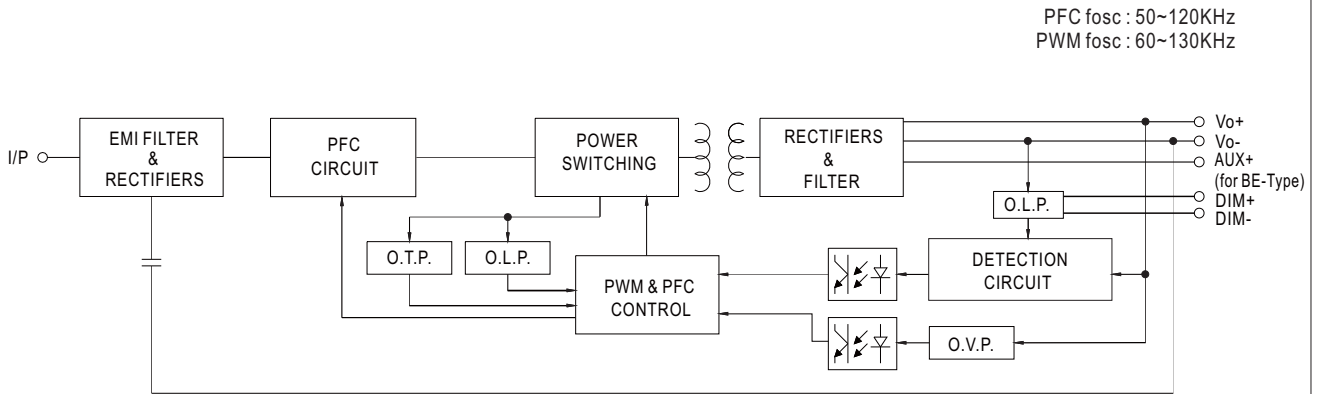 PFC fosc : 50~120KHz
PWM fosc : 60~130KHz
I/P
EMI FILTER
&
RECTIFIERS
PFC
CIRCUIT
POWER
SWITCHING
RECTIFIERS
&
FILTER
Vo+
Vo-
AUX+
(for BE-Type)
DIM+
DIM-
O.L.P.
O.T.P.
O.L.P.
PWM & PFC
CONTROL
DETECTION
CIRCUIT
O.V.P.